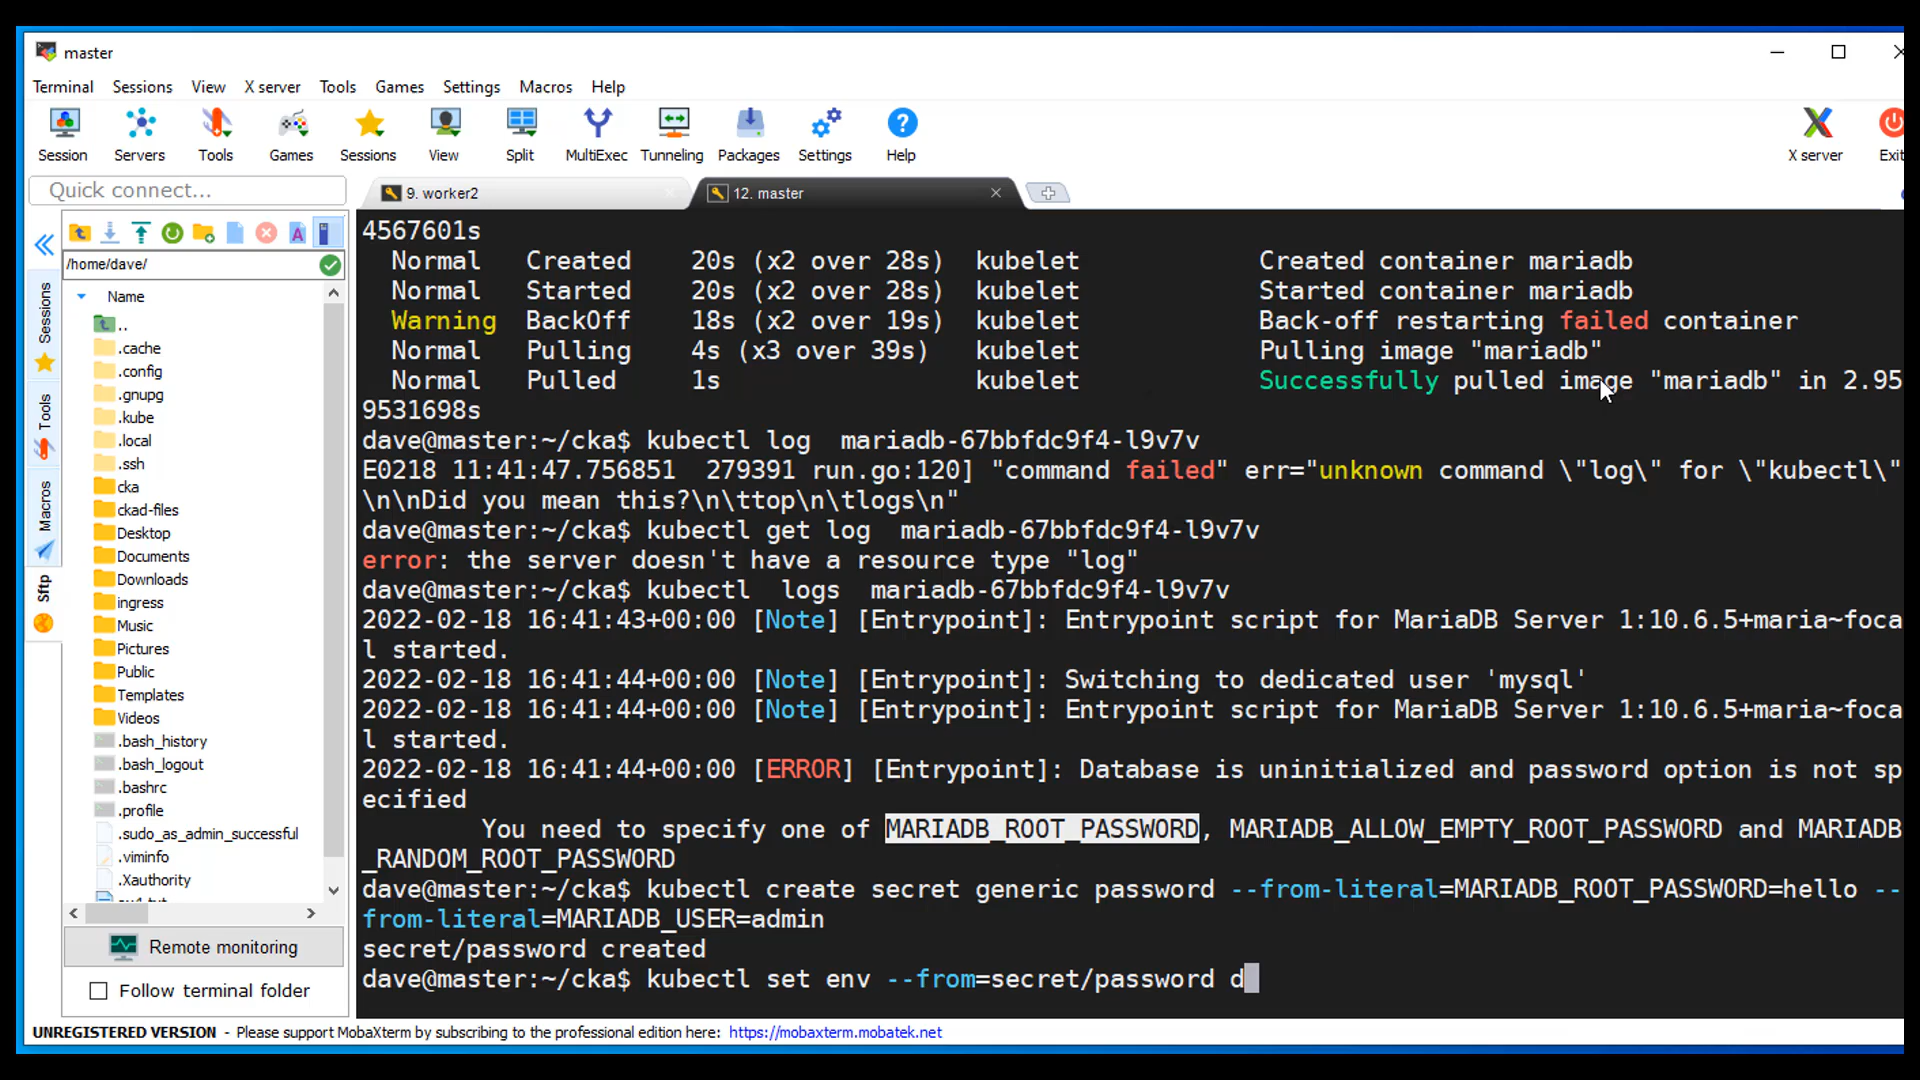 master
Terminal Sessions View X server Tools Games Settings Macros Help
Session Servers Tools Games Sessions View Split MultiExec Tunneling Packages Settings Help X server Exit
Quick connect...
9. worker2
12. master
/home/dave/
Name
..
.cache
.config
.gnupg
.kube
.local
.ssh
cka
ckad-files
Desktop
Documents
Downloads
ingress
Music
Pictures
Public
Templates
Videos
.bash_history
.bash_logout
.bashrc
.profile
.sudo_as_admin_successful
.viminfo
.Xauthority
Sessions
Tools
Macros
Sftp
Remote monitoring
Follow terminal folder
4567601s
Normal Created 20s (x2 over 28s) kubelet Created container mariadb
Normal Started 20s (x2 over 28s) kubelet Started container mariadb
Warning BackOff 18s (x2 over 19s) kubelet Back-off restarting failed container
Normal Pulling 4s (x3 over 39s) kubelet Pulling image "mariadb"
Normal Pulled 1s kubelet Successfully pulled image "mariadb" in 2.95
9531698s
dave@master:~/cka$ kubectl log  mariadb-67bbfdc9f4-l9v7v
E0218 11:41:47.756851  279391 run.go:120] "command failed" err="unknown command \"log\" for \"kubectl\"
\n\nDid you mean this?\n\ttop\n\tlogs\n"
dave@master:~/cka$ kubectl get log  mariadb-67bbfdc9f4-l9v7v
error: the server doesn't have a resource type "log"
dave@master:~/cka$ kubectl  logs  mariadb-67bbfdc9f4-l9v7v
2022-02-18 16:41:43+00:00 [Note] [Entrypoint]: Entrypoint script for MariaDB Server 1:10.6.5+maria~foca
l started.
2022-02-18 16:41:44+00:00 [Note] [Entrypoint]: Switching to dedicated user 'mysql'
2022-02-18 16:41:44+00:00 [Note] [Entrypoint]: Entrypoint script for MariaDB Server 1:10.6.5+maria~foca
l started.
2022-02-18 16:41:44+00:00 [ERROR] [Entrypoint]: Database is uninitialized and password option is not sp
ecified
You need to specify one of MARIADB_ROOT_PASSWORD, MARIADB_ALLOW_EMPTY_ROOT_PASSWORD and MARIADB
_RANDOM_ROOT_PASSWORD
dave@master:~/cka$ kubectl create secret generic password --from-literal=MARIADB_ROOT_PASSWORD=hello --
from-literal=MARIADB_USER=admin
secret/password created
dave@master:~/cka$ kubectl set env --from=secret/password d
UNREGISTERED VERSION - Please support MobaXterm by subscribing to the professional edition here: https://mobaxterm.mobatek.net